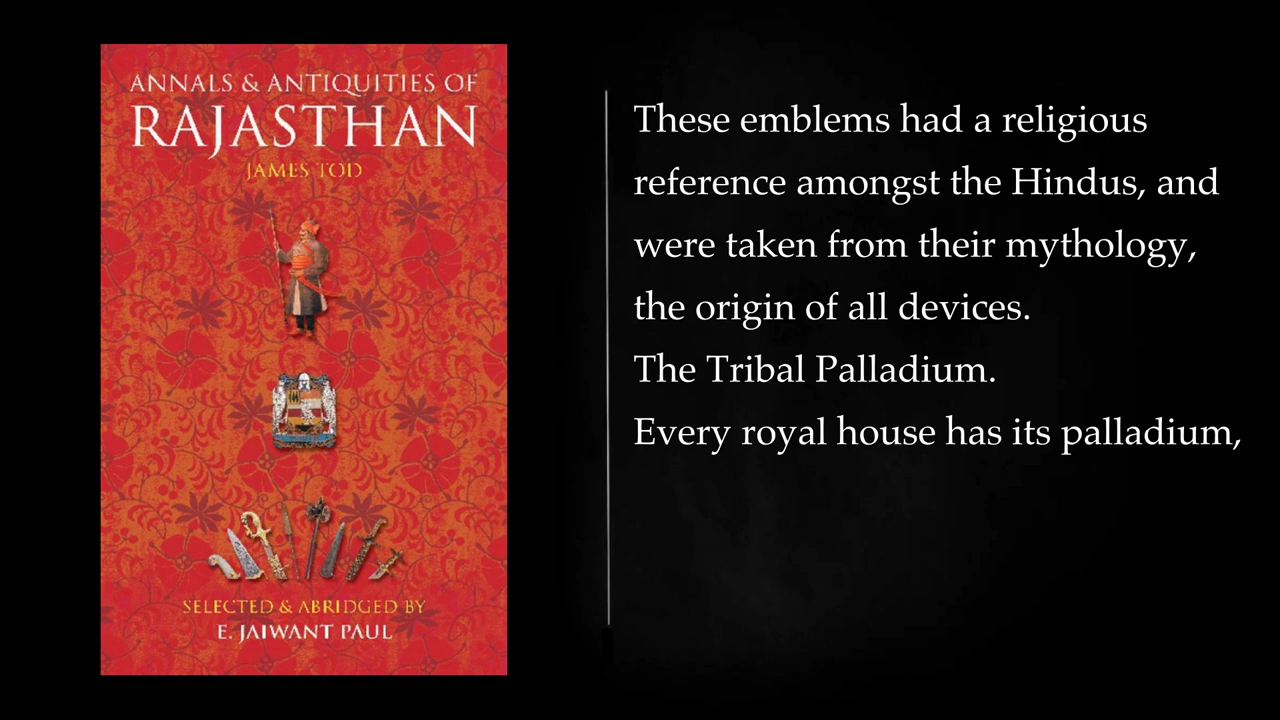 ANNALS & ANTIQUITIES OF
RAJASTHAN
JAMES TOD
SELECTED & ABRIDGED BY
E. JAIWANT PAUL
These emblems had a religious
reference amongst the Hindus, and
were taken from their mythology,
the origin of all devices.
The Tribal Palladium.
Every royal house has its palladium,